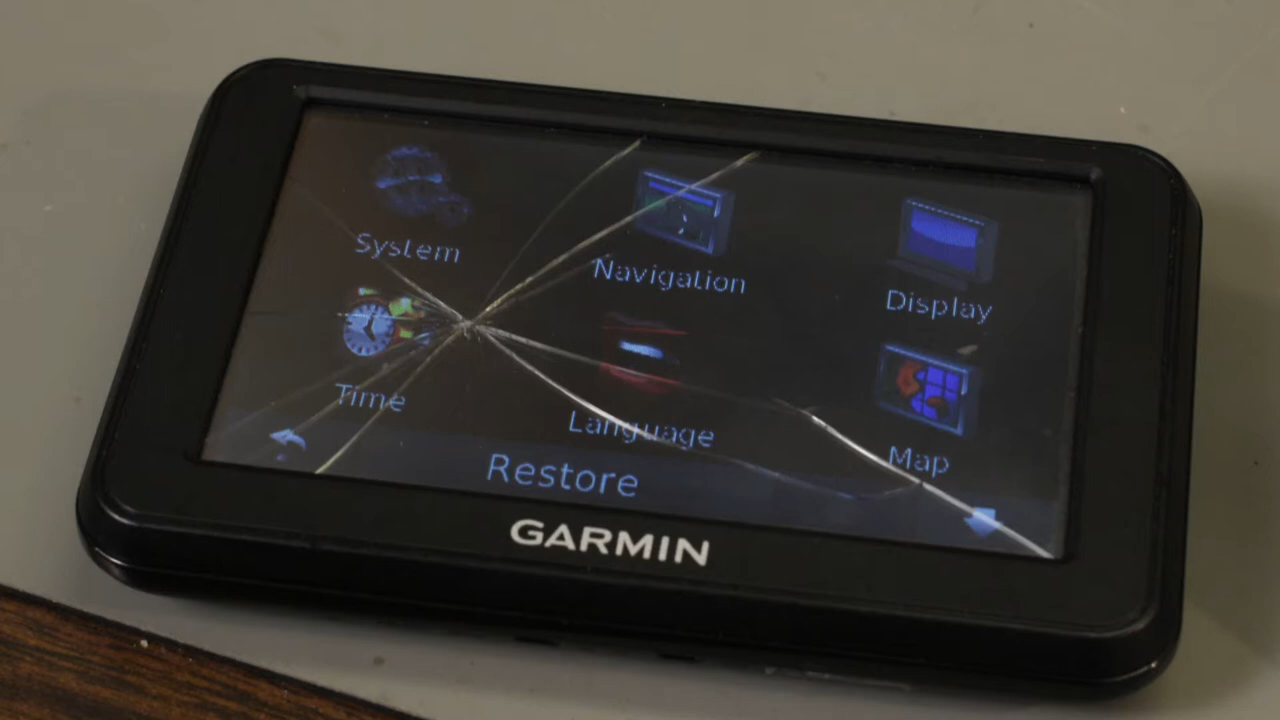 System
Navigation
Display
Time
Language
Map
Restore
GARMIN